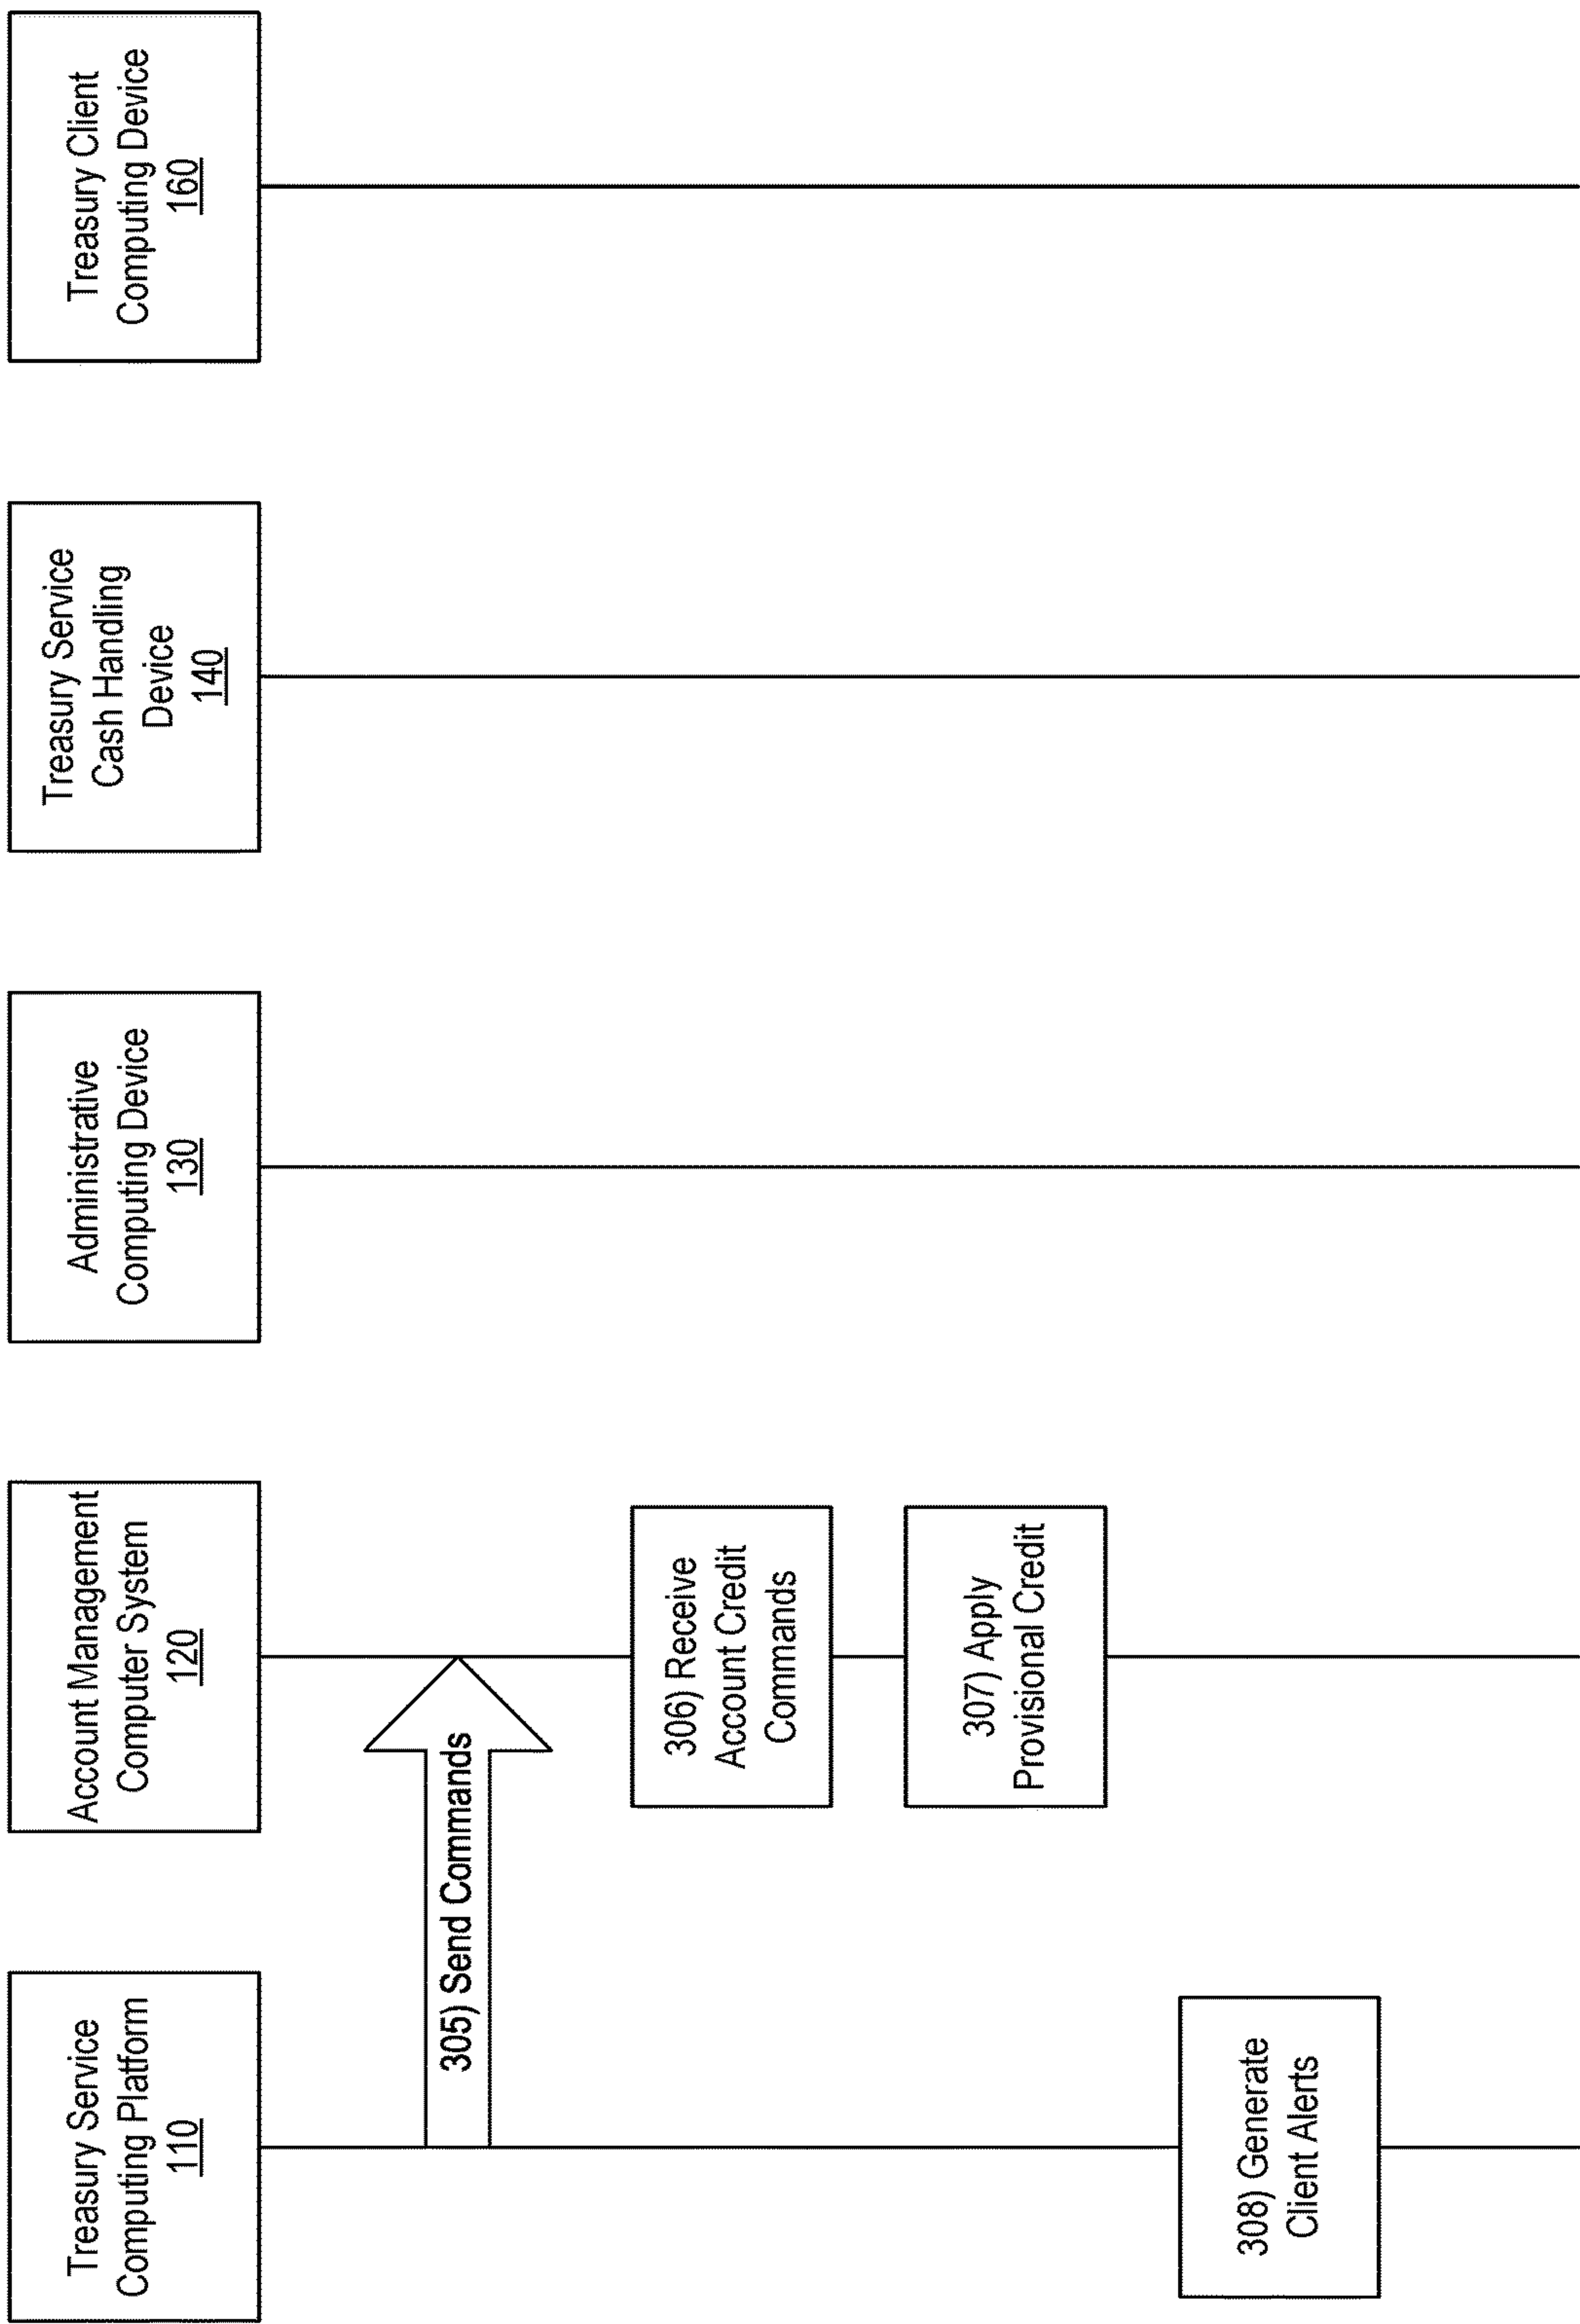 Treasury Service
Computing Platform
110
Account Management
Computer System
120
Administrative
Computing Device
130
Treasury Service
Cash Handling
Device
140
Treasury Client
Computing Device
160
305) Send Commands
306) Receive
Account Credit
Commands
307) Apply
Provisional Credit
308) Generate
Client Alerts